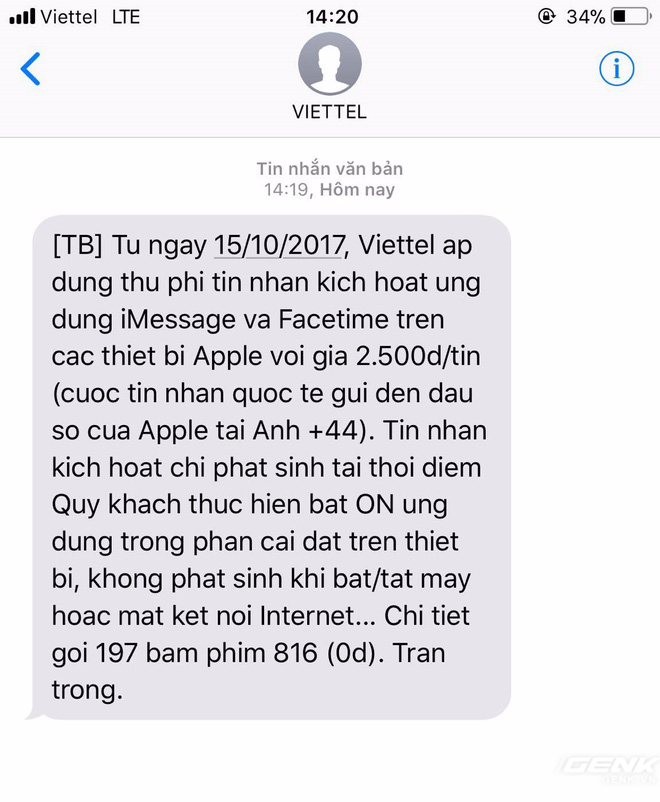 Viettel LTE 14:20 34%
VIETTEL
Tin nhắn văn bản
14:19, Hôm nay
[TB] Tu ngay 15/10/2017, Viettel ap
dung thu phi tin nhan kich hoat ung
dung iMessage va Facetime tren
cac thiet bi Apple voi gia 2.500d/tin
(cuoc tin nhan quoc te gui den dau
so cua Apple tai Anh +44). Tin nhan
kich hoat chi phat sinh tai thoi diem
Quy khach thuc hien bat ON ung
dung trong phan cai dat tren thiet
bi, khong phat sinh khi bat/tat may
hoac mat ket noi Internet... Chi tiet
goi 197 bam phim 816 (0d). Tran
trong.
GENK